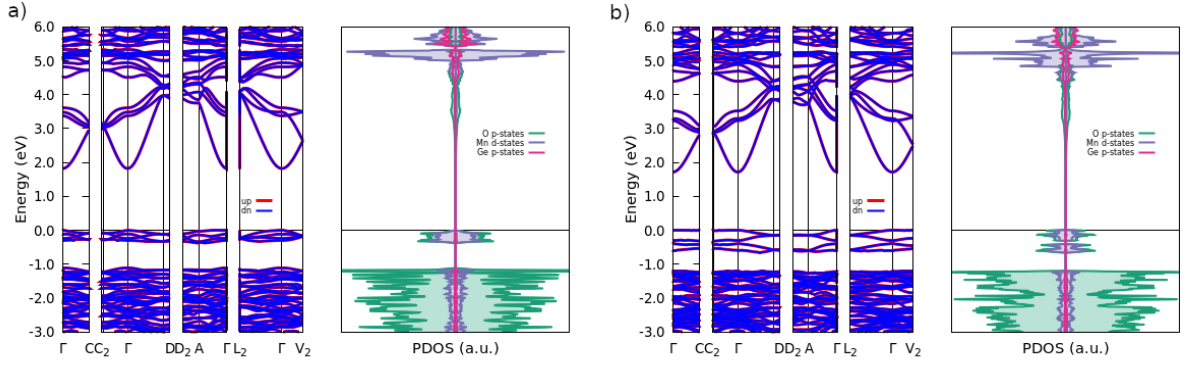 a)
Energy (eV)
6.0
5.0
4.0
3.0
2.0
1.0
0.0
-1.0
-2.0
-3.0
up
dn
Γ CC2 Γ DD2 A Γ L2 Γ V2
O p-states
Mn d-states
Ge p-states
PDOS (a.u.)
b)
Energy (eV)
6.0
5.0
4.0
3.0
2.0
1.0
0.0
-1.0
-2.0
-3.0
up
dn
Γ CC2 Γ DD2 A Γ L2 Γ V2
O p-states
Mn d-states
Ge p-states
PDOS (a.u.)